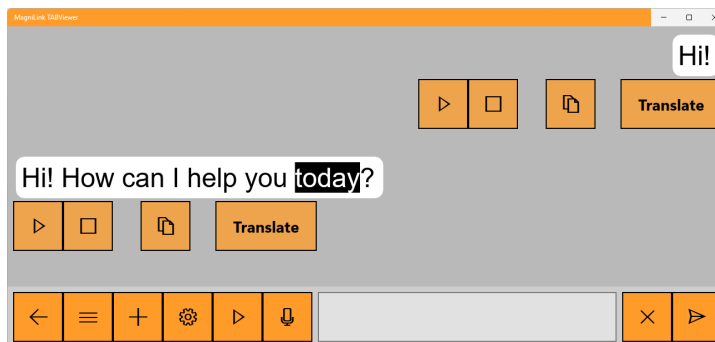 MagniLink TABViewer
Hi!
Translate
Hi! How can I help you today?
Translate